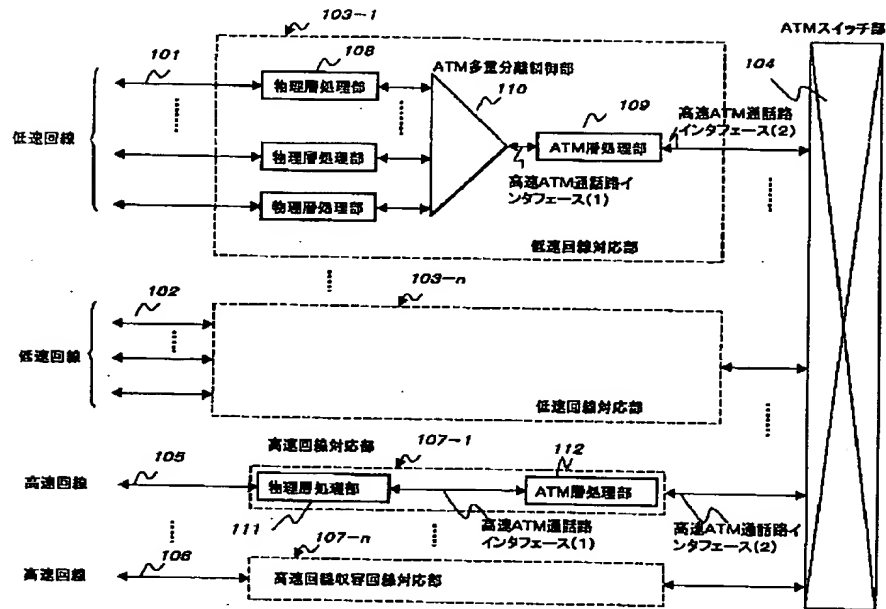 103-1
ATMスイッチ部
101
108
ATM多重分離制御部
104
物理層処理部
110
109
高速ATM通話路
インタフェース(2)
低速回線
物理層処理部
ATM層処理部
高速ATM通話路イ
ンタフェース(1)
物理層処理部
低速回線対応部
103-n
102
低速回線
低速回線対応部
高速回線対応部
107-1
112
105
高速回線
物理層処理部
ATM層処理部
111
高速ATM通話路
インタフェース(1)
高速ATM通話路イ
ンタフェース(2)
107-n
106
高速回線
高速回線収容回線対応部